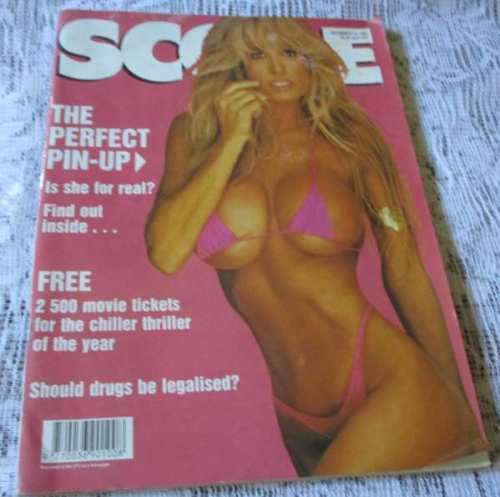 SCOPE
THE
PERFECT
PIN-UP
Is she for real?
Find out
inside . . .
FREE
2 500 movie tickets
for the chiller thriller
of the year
Should drugs be legalised?